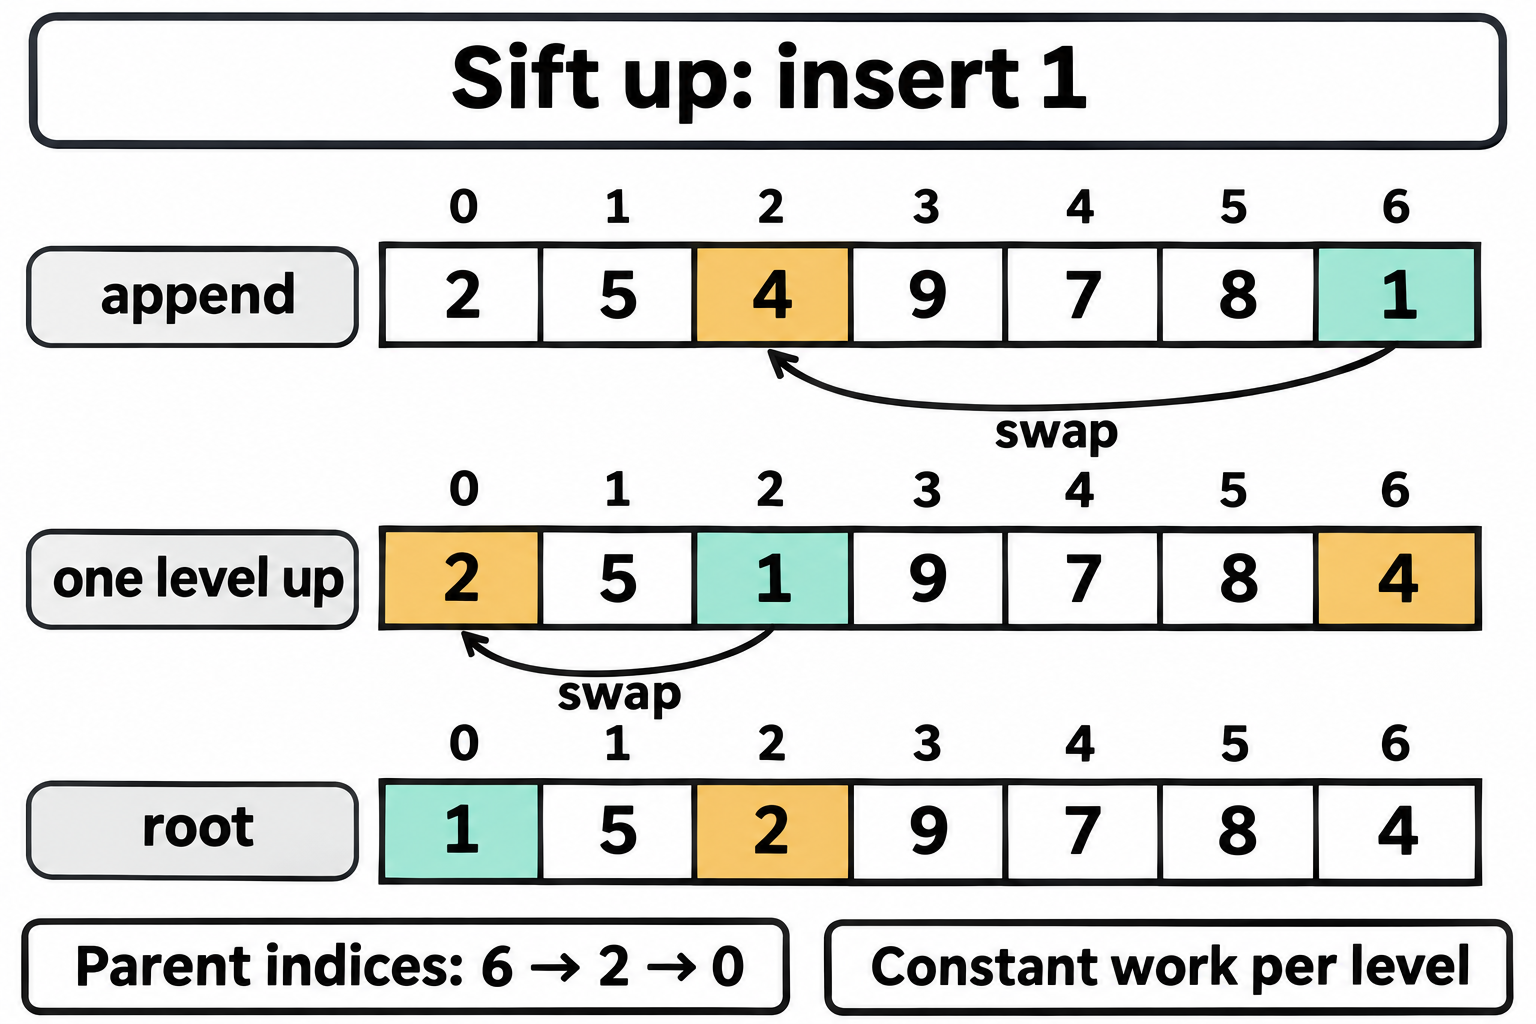 Sift up: insert 1
0 1 2 3 4 5 6
append 2 5 4 9 7 8 1
swap
0 1 2 3 4 5 6
one level up 2 5 1 9 7 8 4
swap
0 1 2 3 4 5 6
root 1 5 2 9 7 8 4
Parent indices: 6 → 2 → 0
Constant work per level